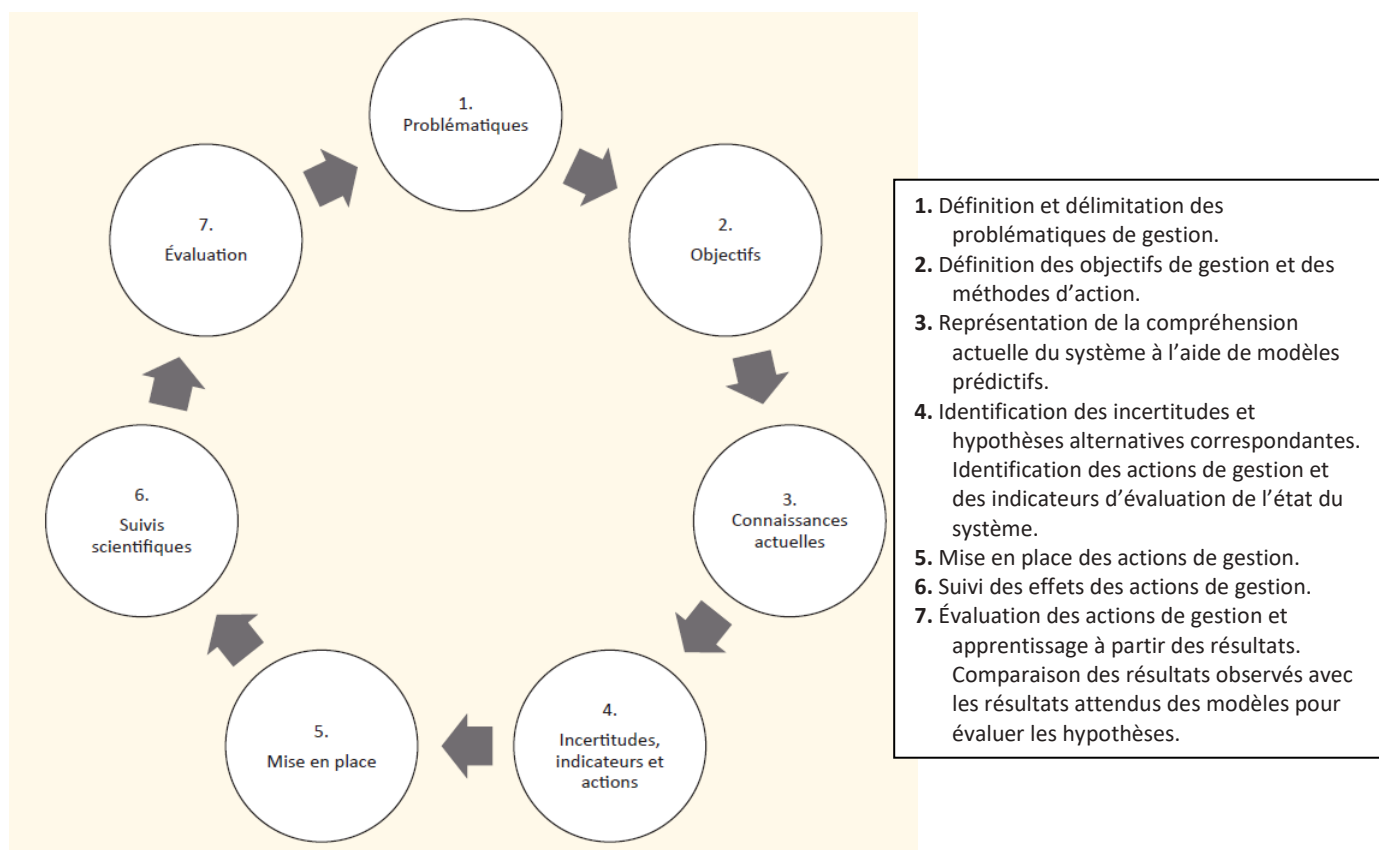 1.
Problématiques
2.
Objectifs
3.
Connaissances
actuelles
4.
Incertitudes,
indicateurs et
actions
5.
Mise en place
6.
Suivis
scientifiques
7.
Évaluation
1. Définition et délimitation des
problématiques de gestion.
2. Définition des objectifs de gestion et des
méthodes d’action.
3. Représentation de la compréhension
actuelle du système à l’aide de modèles
prédictifs.
4. Identification des incertitudes et
hypothèses alternatives correspondantes.
Identification des actions de gestion et
des indicateurs d’évaluation de l’état du
système.
5. Mise en place des actions de gestion.
6. Suivi des effets des actions de gestion.
7. Évaluation des actions de gestion et
apprentissage à partir des résultats.
Comparaison des résultats observés avec
les résultats attendus des modèles pour
évaluer les hypothèses.